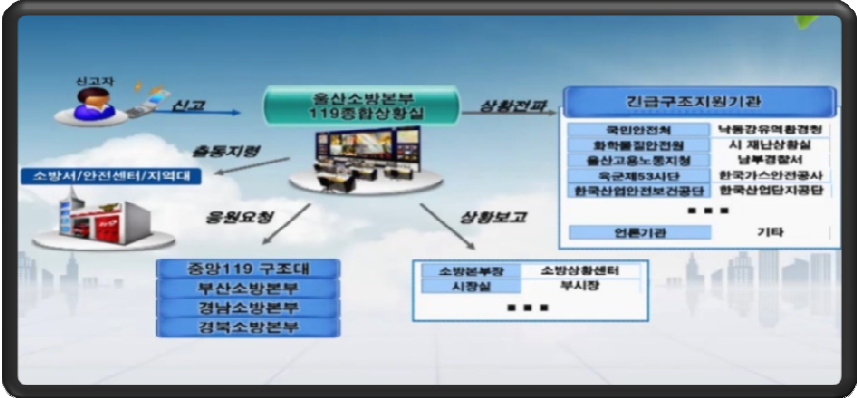 신고자
신고
울산소방본부
119종합상황실
상황전파
긴급구조지원기관
국민안전처 낙동강유역환경청
화학물질안전원 시 재난상황실
울산고용노동지청 남부경찰서
육군제53사단 한국가스안전공사
한국산업안전보건공단 한국산업단지공단
■ ■ ■
언론기관 기타
출동지령
소방서/안전센터/지역대
응원요청
상황보고
중앙119 구조대
부산소방본부
경남소방본부
경북소방본부
소방본부장 소방상황센터
시장실 부시장
■ ■ ■